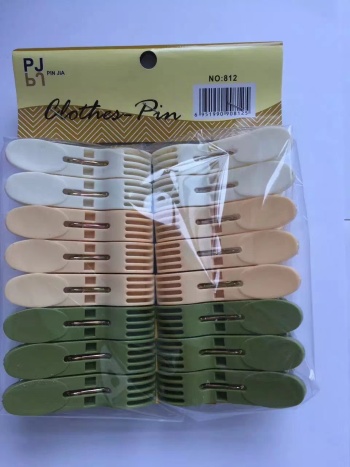 PJ
PIN JIA
NO:812
Clothes Pin